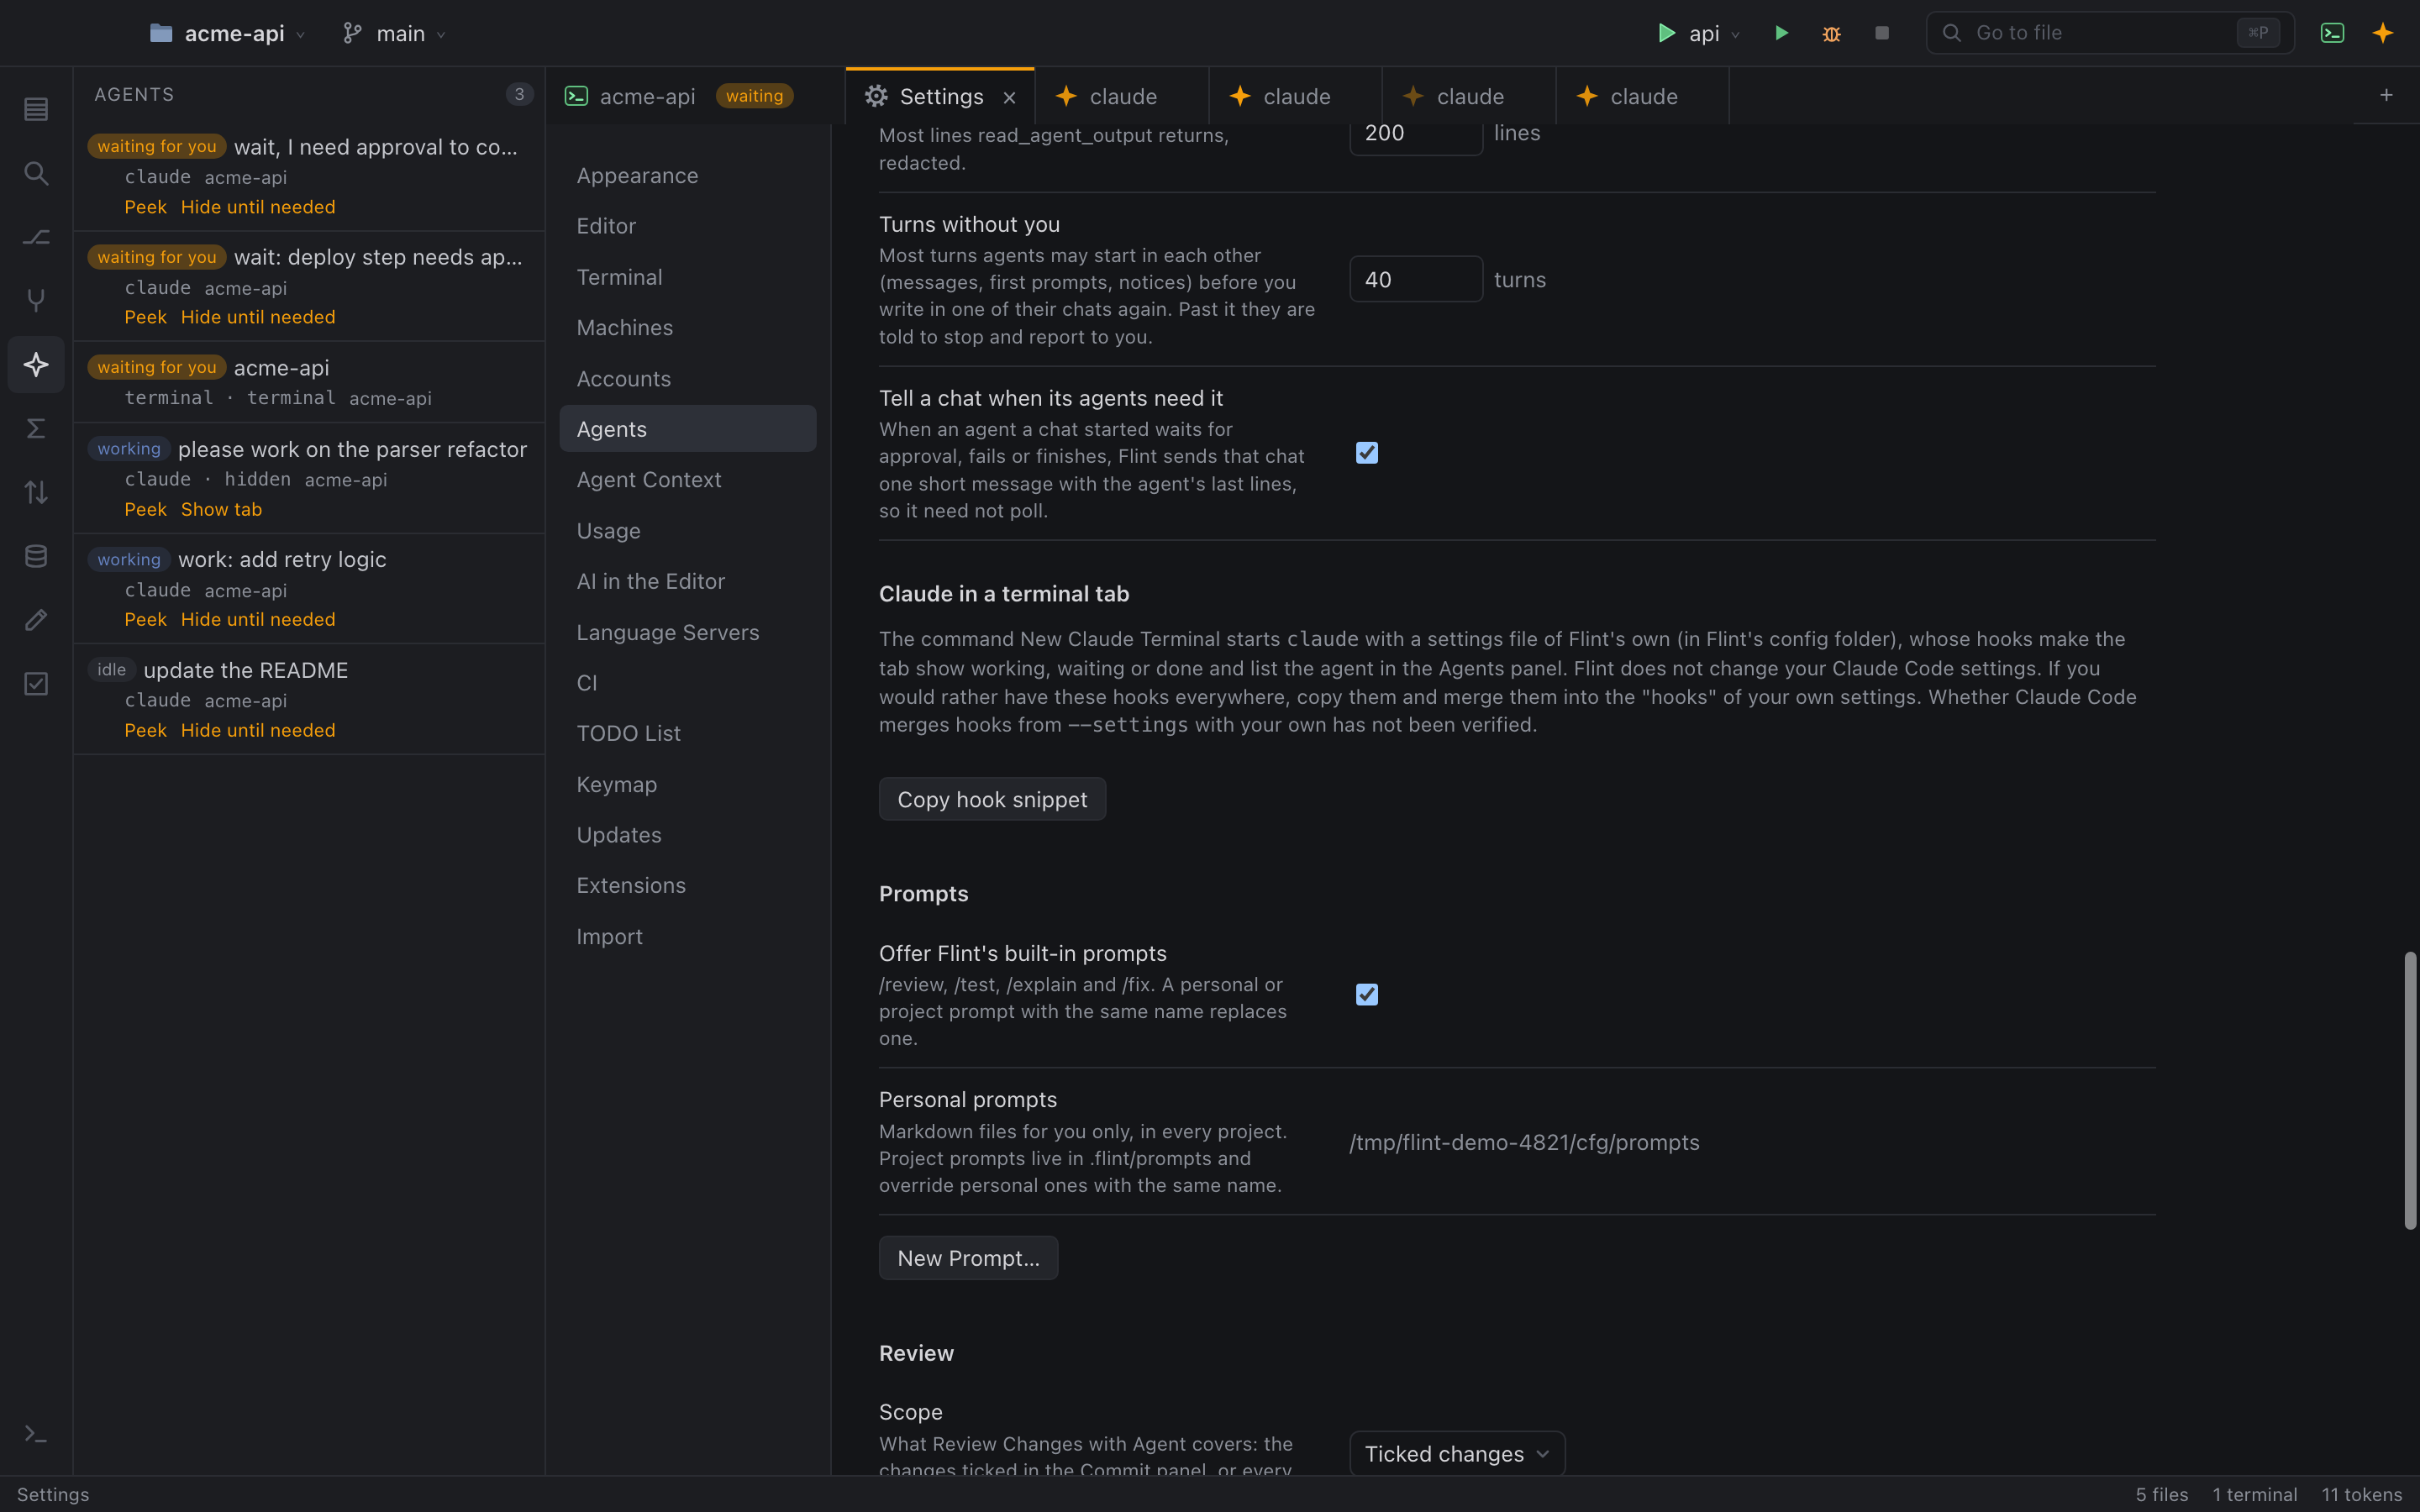 acme-api
main
api
Go to file
⌘P
AGENTS
3
waiting for you wait, I need approval to co...
claude acme-api
Peek Hide until needed
waiting for you wait: deploy step needs ap...
claude acme-api
Peek Hide until needed
waiting for you acme-api
terminal · terminal acme-api
working please work on the parser refactor
claude · hidden acme-api
Peek Show tab
working work: add retry logic
claude acme-api
Peek Hide until needed
idle update the README
claude acme-api
Peek Hide until needed
acme-api waiting
Settings ×
claude
claude
claude
claude
+
Appearance
Editor
Terminal
Machines
Accounts
Agents
Agent Context
Usage
AI in the Editor
Language Servers
CI
TODO List
Keymap
Updates
Extensions
Import
Most lines read_agent_output returns,
redacted.
200 lines
Turns without you
Most turns agents may start in each other
(messages, first prompts, notices) before you
write in one of their chats again. Past it they are
told to stop and report to you.
40 turns
Tell a chat when its agents need it
When an agent a chat started waits for
approval, fails or finishes, Flint sends that chat
one short message with the agent's last lines,
so it need not poll.
Claude in a terminal tab
The command New Claude Terminal starts claude with a settings file of Flint's own (in Flint's config folder), whose hooks make the
tab show working, waiting or done and list the agent in the Agents panel. Flint does not change your Claude Code settings. If you
would rather have these hooks everywhere, copy them and merge them into the "hooks" of your own settings. Whether Claude Code
merges hooks from --settings with your own has not been verified.
Copy hook snippet
Prompts
Offer Flint's built-in prompts
/review, /test, /explain and /fix. A personal or
project prompt with the same name replaces
one.
Personal prompts
Markdown files for you only, in every project.
Project prompts live in .flint/prompts and
override personal ones with the same name.
/tmp/flint-demo-4821/cfg/prompts
New Prompt...
Review
Scope
What Review Changes with Agent covers: the
changes ticked in the Commit panel, or every
Ticked changes
Settings
5 files
1 terminal
11 tokens